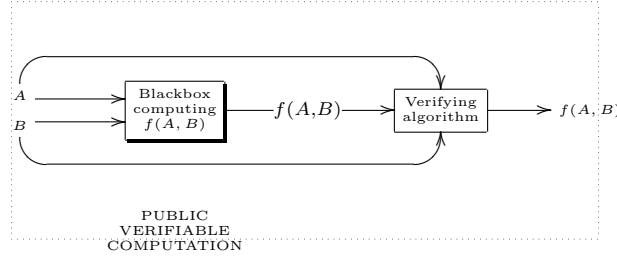 A
B
Blackbox
computing
f(A, B)
f(A,B)
Verifying
algorithm
f(A, B)
PUBLIC
VERIFIABLE
COMPUTATION